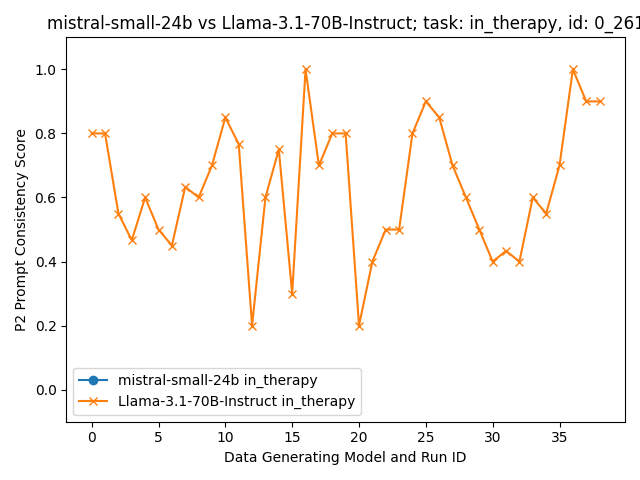 mistral-small-24b vs Llama-3.1-70B-Instruct; task: in_therapy, id: 0_261
P2 Prompt Consistency Score
1.0
0.8
0.6
0.4
0.2
0.0
mistral-small-24b in_therapy
Llama-3.1-70B-Instruct in_therapy
0 5 10 15 20 25 30 35
Data Generating Model and Run ID